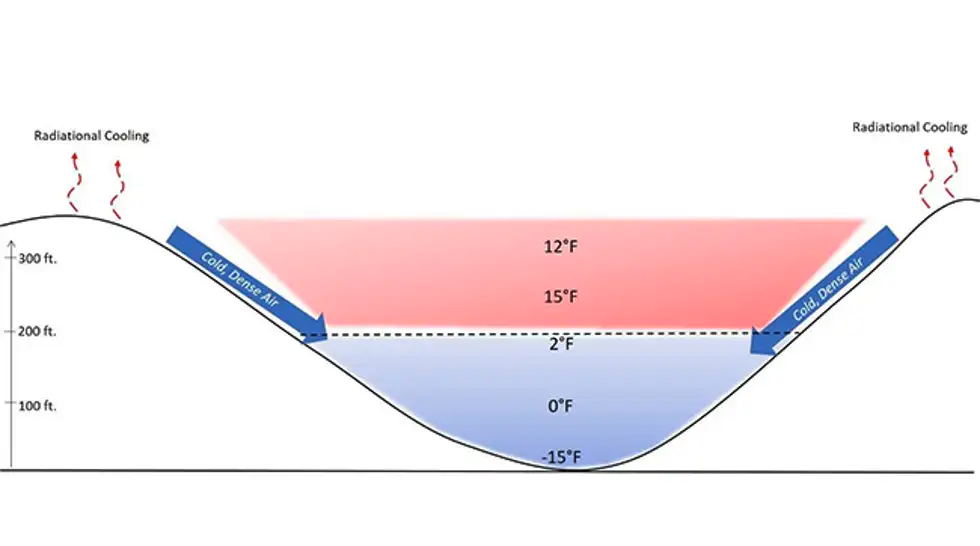 Radiational Cooling
Radiational Cooling
Cold, Dense Air
Cold, Dense Air
12°F
300 ft.
15°F
200 ft.
2°F
100 ft.
0°F
-15°F